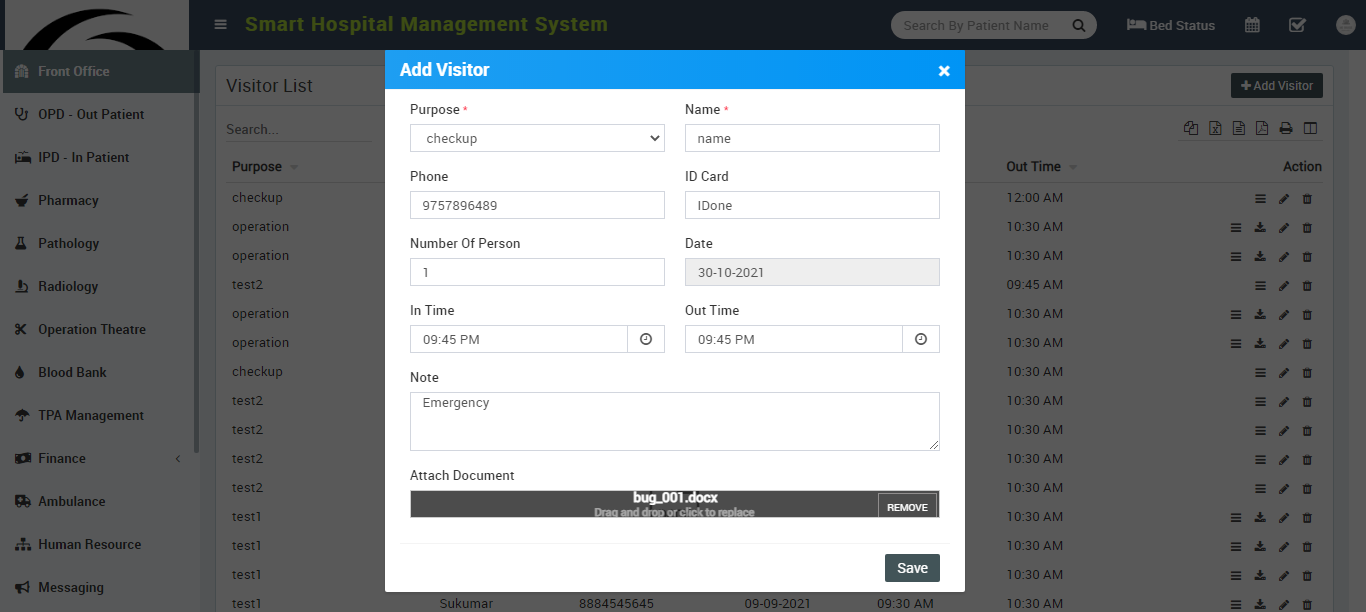 Smart Hospital Management System
Search By Patient Name
Bed Status
Front Office
OPD - Out Patient
IPD - In Patient
Pharmacy
Pathology
Radiology
Operation Theatre
Blood Bank
TPA Management
Finance
Ambulance
Human Resource
Messaging
Visitor List
Add Visitor
Search...
Purpose
Out Time
Action
checkup 12:00 AM
operation 10:30 AM
operation 10:30 AM
test2 09:45 AM
operation 10:30 AM
operation 10:30 AM
checkup 10:30 AM
test2 10:30 AM
test2 10:30 AM
test2 10:30 AM
test2 10:30 AM
test1 10:30 AM
test1 10:30 AM
test1 10:30 AM
test1 Sukumar 8884545645 09-09-2021 09:30 AM 10:30 AM
Add Visitor
Purpose *
checkup
Name *
name
Phone
9757896489
ID Card
IDone
Number Of Person
1
Date
30-10-2021
In Time
09:45 PM
Out Time
09:45 PM
Note
Emergency
Attach Document
bug_001.docx
Drag and drop or click to replace
REMOVE
Save